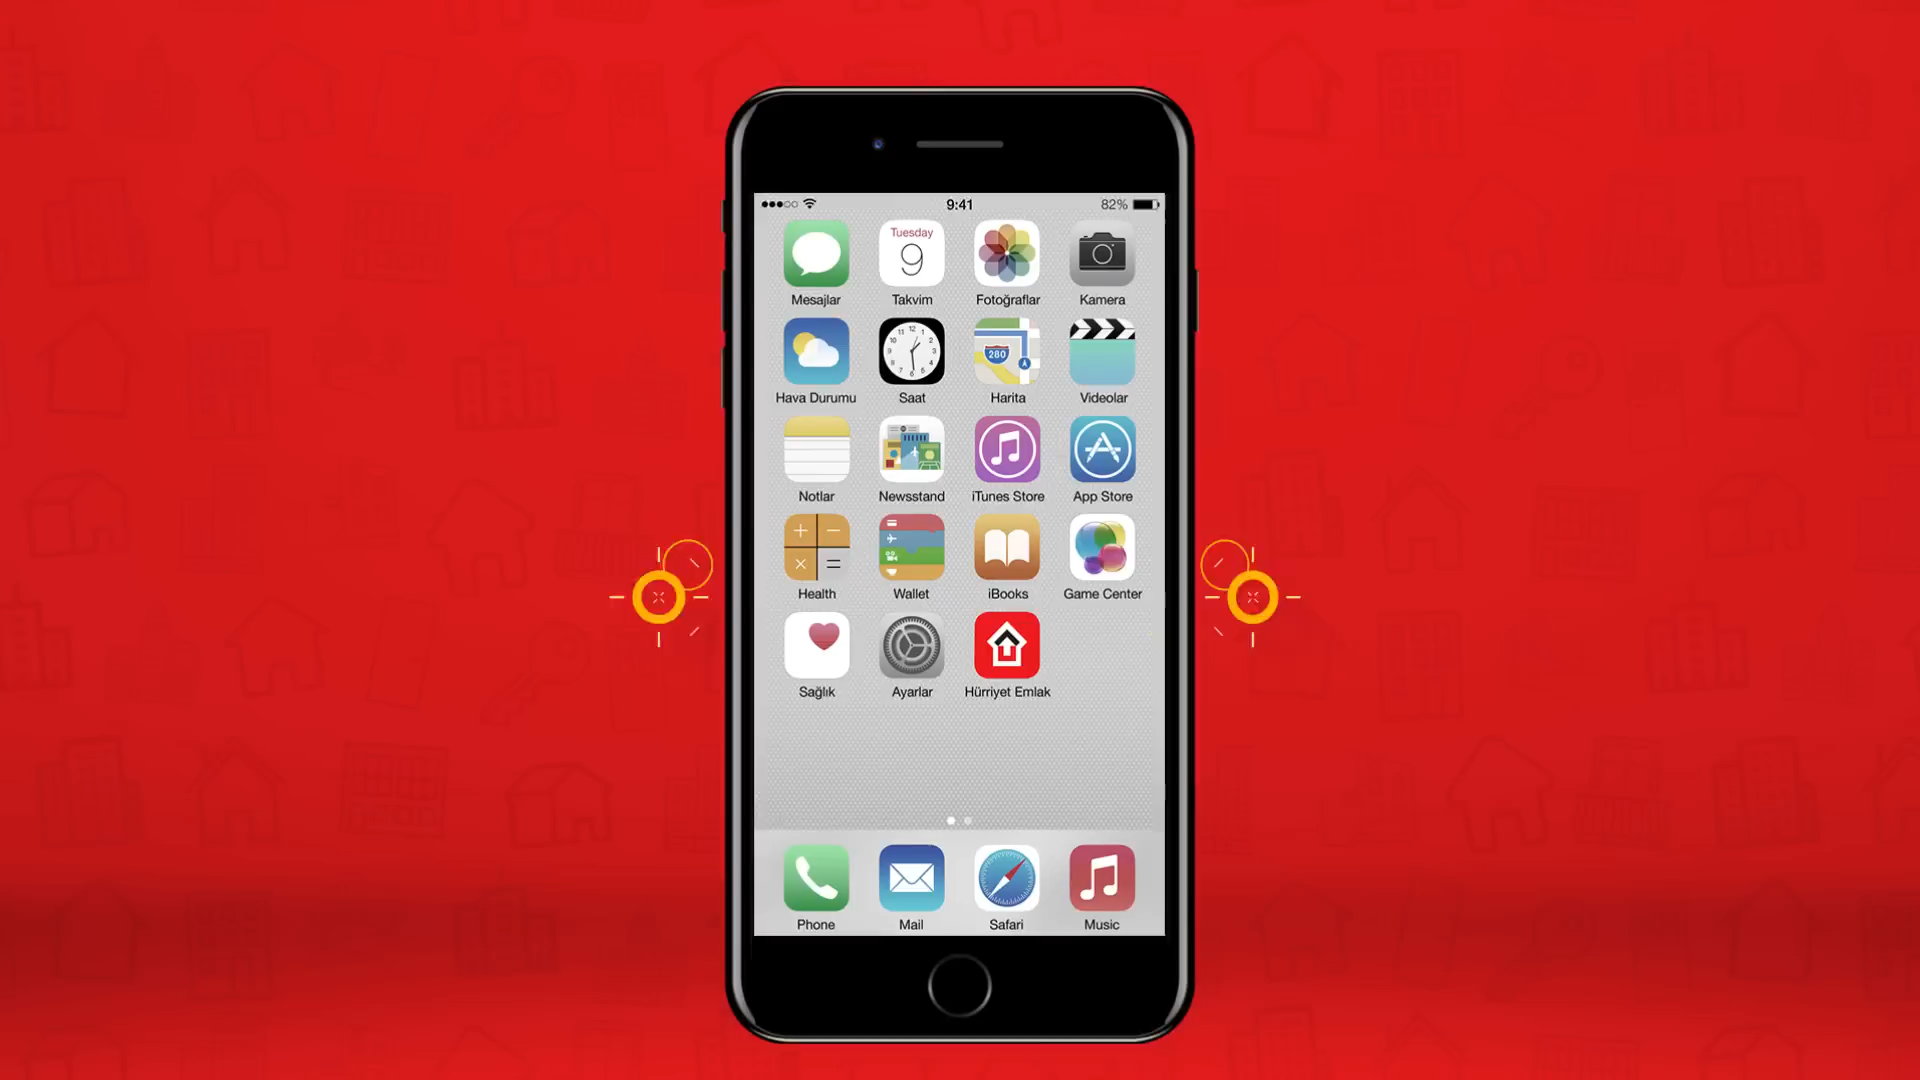 9:41
82%
Tuesday
9
Mesajlar
Takvim
Fotoğraflar
Kamera
280
Hava Durumu
Saat
Harita
Videolar
Notlar
Newsstand
iTunes Store
App Store
Health
Wallet
iBooks
Game Center
Sağlık
Ayarlar
Hürriyet Emlak
Phone
Mail
Safari
Music